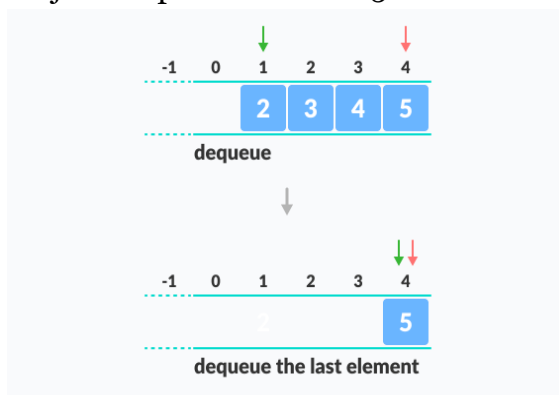 -1 0 1 2 3 4
2 3 4 5
dequeue
-1 0 1 2 3 4
2 5
dequeue the last element